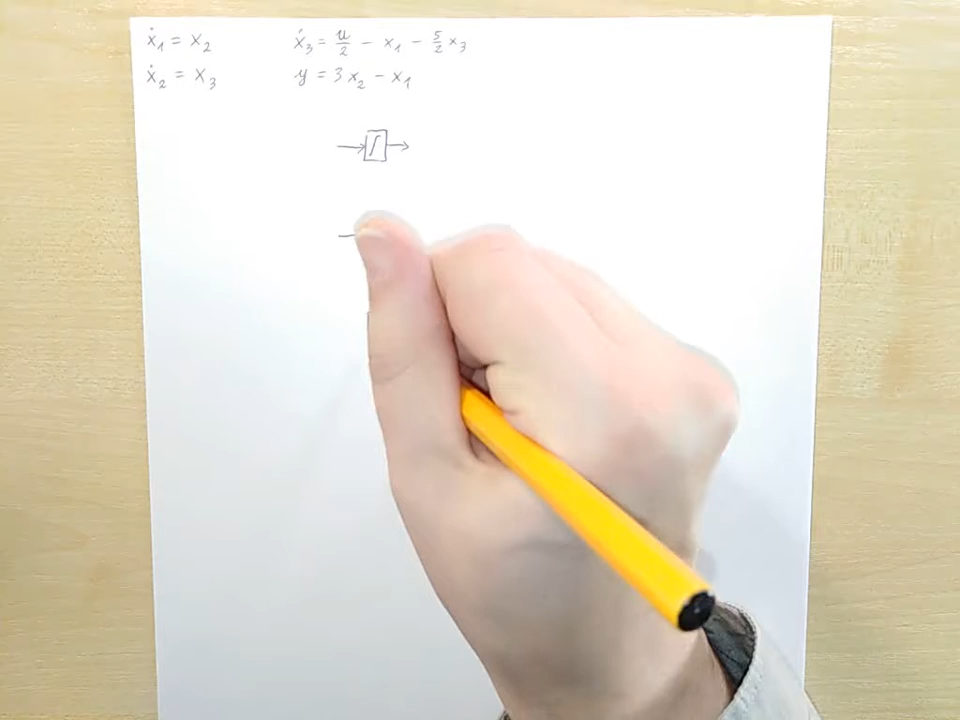 ẋ₁ = x₂
ẋ₂ = x₃
ẋ₃ = u/2 − x₁ − 5/2 x₃
y = 3x₂ − x₁
∫